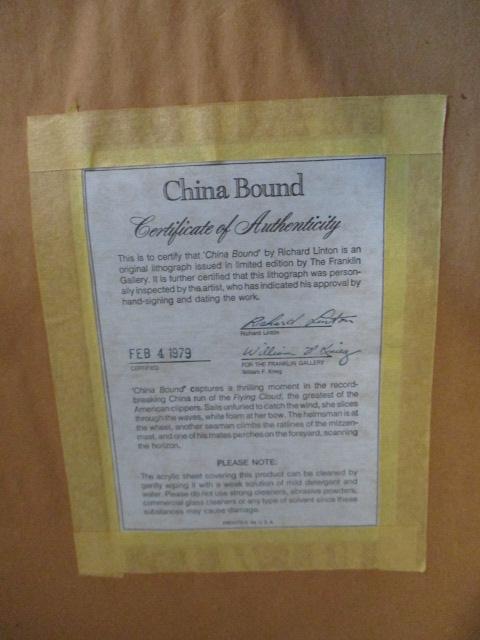 China Bound
Certificate of Authenticity
This is to certify that 'China Bound' by Richard Linton is an
original lithograph issued in limited edition by The Franklin
Gallery. It is further certified that this lithograph was person-
ally inspected by the artist, who has indicated his approval by
hand-signing and dating the work.
Richard Linton
Richard Linton
FEB 4 1979
CERTIFIED
William F. Krieg
FOR THE FRANKLIN GALLERY
William F. Krieg
'China Bound' captures a thrilling moment in the record-
breaking China run of the Flying Cloud, the greatest of the
American clippers. Sails unfurled to catch the wind, she slices
through the waves, white foam at her bow. The helmsman is at
the wheel, another seaman climbs the ratlines of the mizzen-
mast, and one of his mates perches on the foreyard, scanning
the horizon.
PLEASE NOTE:
The acrylic sheet covering this product can be cleaned by
gently wiping it with a weak solution of mild detergent and
water. Please do not use strong cleaners, abrasive powders,
commercial glass cleaners or any type of solvent since these
substances may cause damage.
PRINTED IN U.S.A.